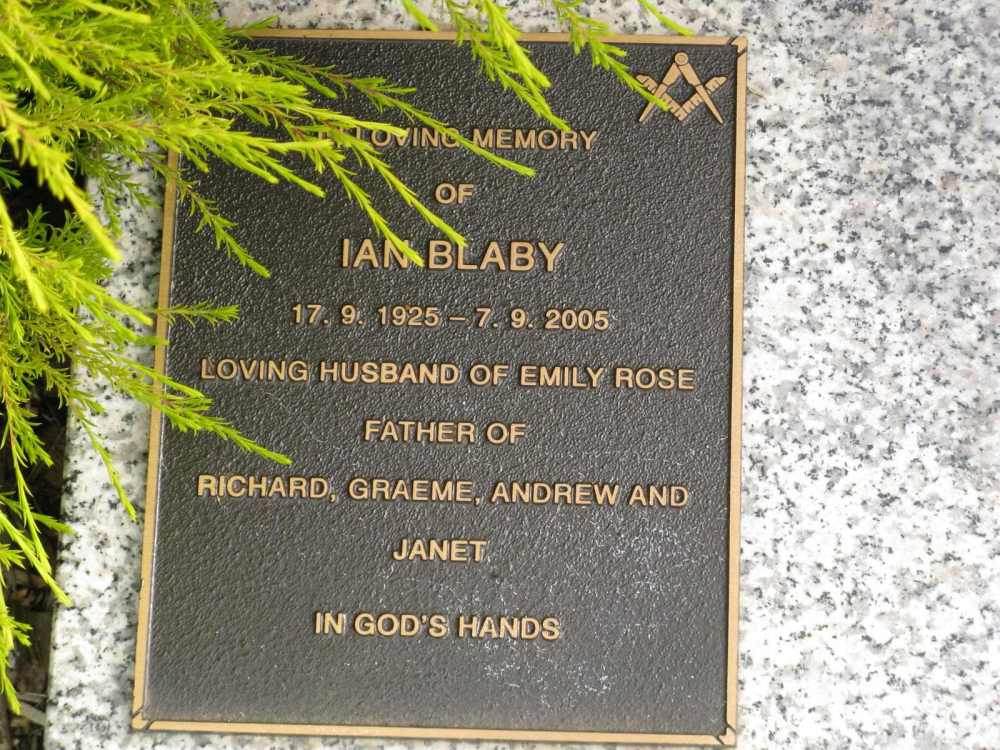 LOVING MEMORY
OF
IAN BLABY
17. 9. 1925 – 7. 9. 2005
LOVING HUSBAND OF EMILY ROSE
FATHER OF
RICHARD, GRAEME, ANDREW AND
JANET
IN GOD'S HANDS